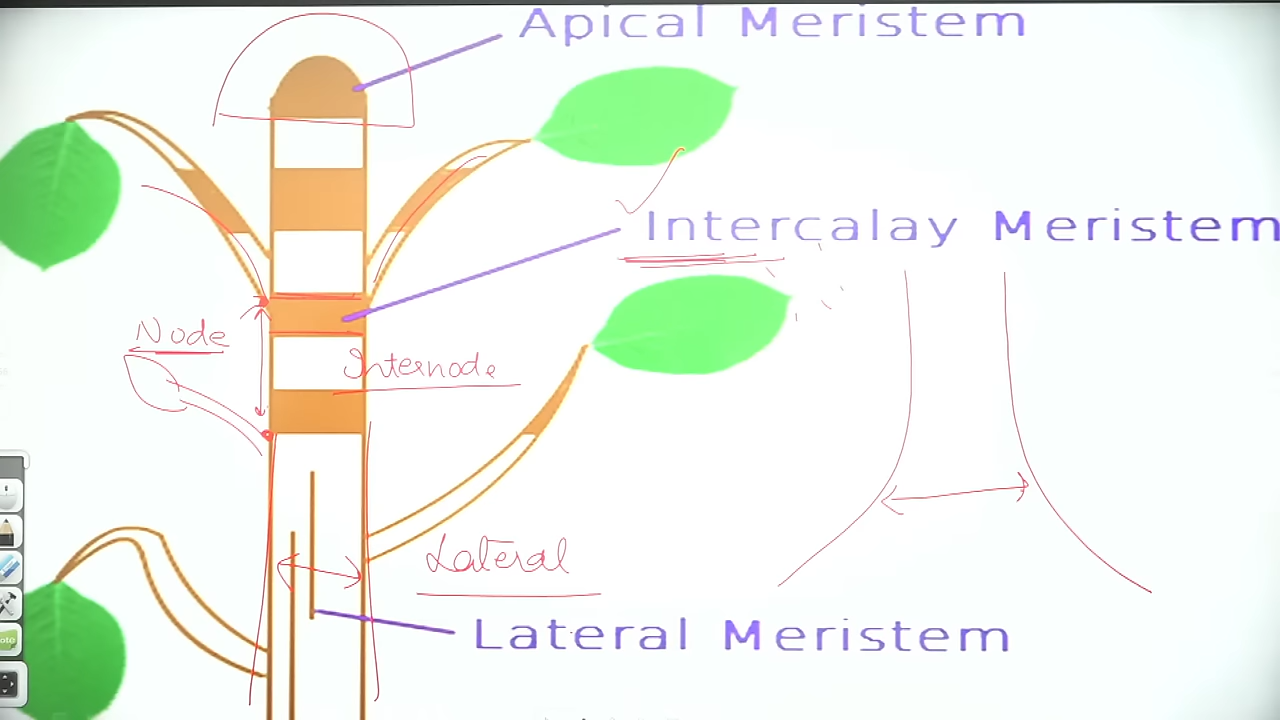 Apical Meristem
Intercalay Meristem
Node
Internode
Lateral
Lateral Meristem